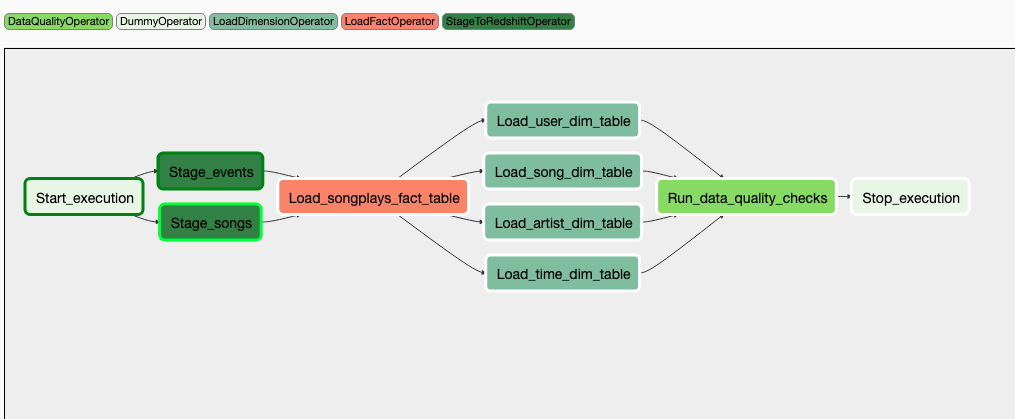 DataQualityOperator DummyOperator LoadDimensionOperator LoadFactOperator StageToRedshiftOperator
Start_execution
Stage_events
Stage_songs
Load_songplays_fact_table
Load_user_dim_table
Load_song_dim_table
Load_artist_dim_table
Load_time_dim_table
Run_data_quality_checks
Stop_execution